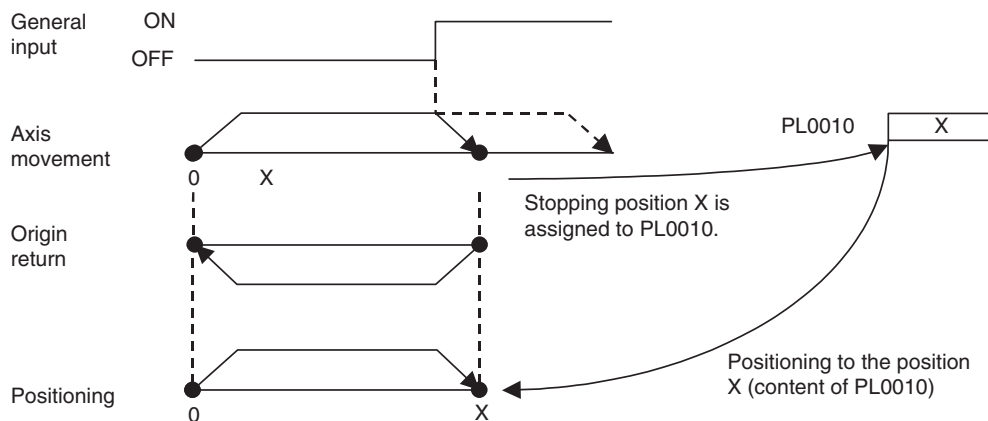 General
input
ON
OFF
Axis
movement
0 X
PL0010 X
Stopping position X is
assigned to PL0010.
Origin
return
Positioning to the position
X (content of PL0010)
Positioning
0 X